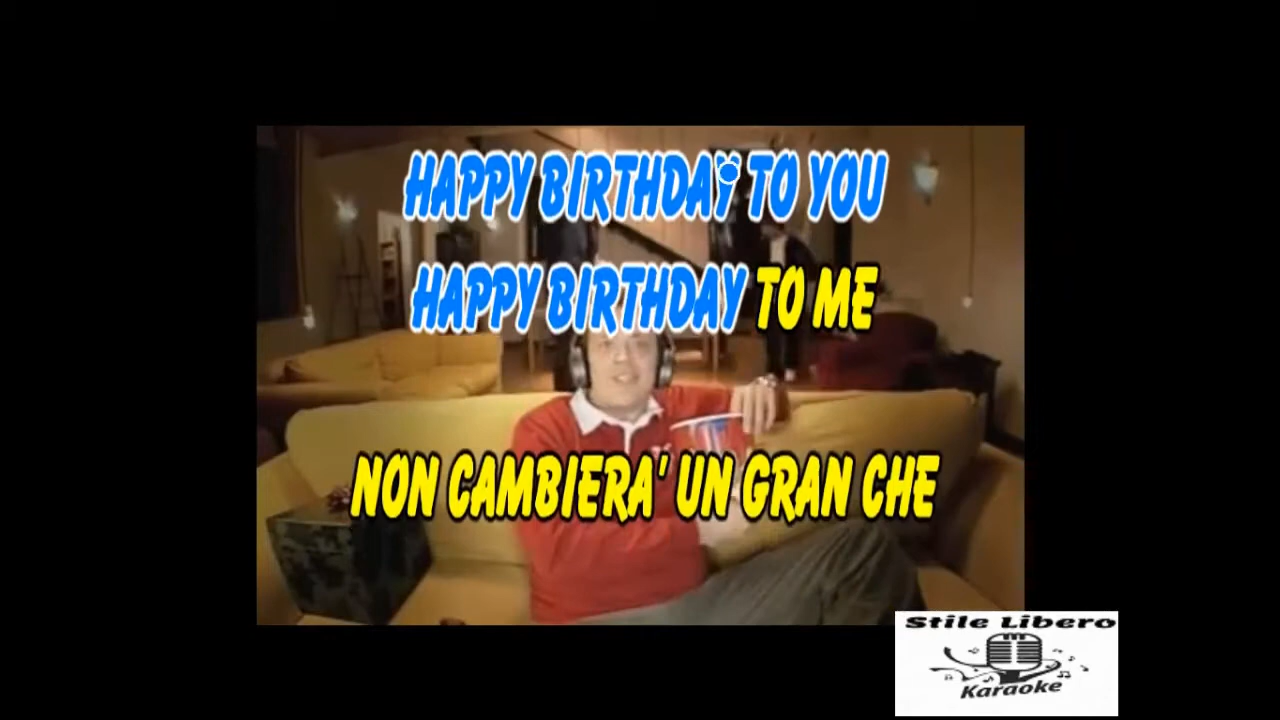 HAPPY BIRTHDAY TO YOU
HAPPY BIRTHDAY TO ME
NON CAMBIERA' UN GRAN CHE
Stile Libero
Karaoke